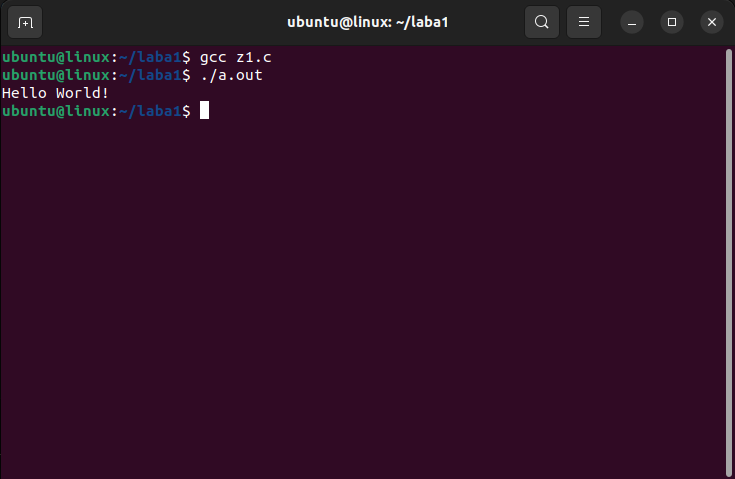 ubuntu@linux: ~/laba1
ubuntu@linux:~/laba1$ gcc z1.c
ubuntu@linux:~/laba1$ ./a.out
Hello World!
ubuntu@linux:~/laba1$